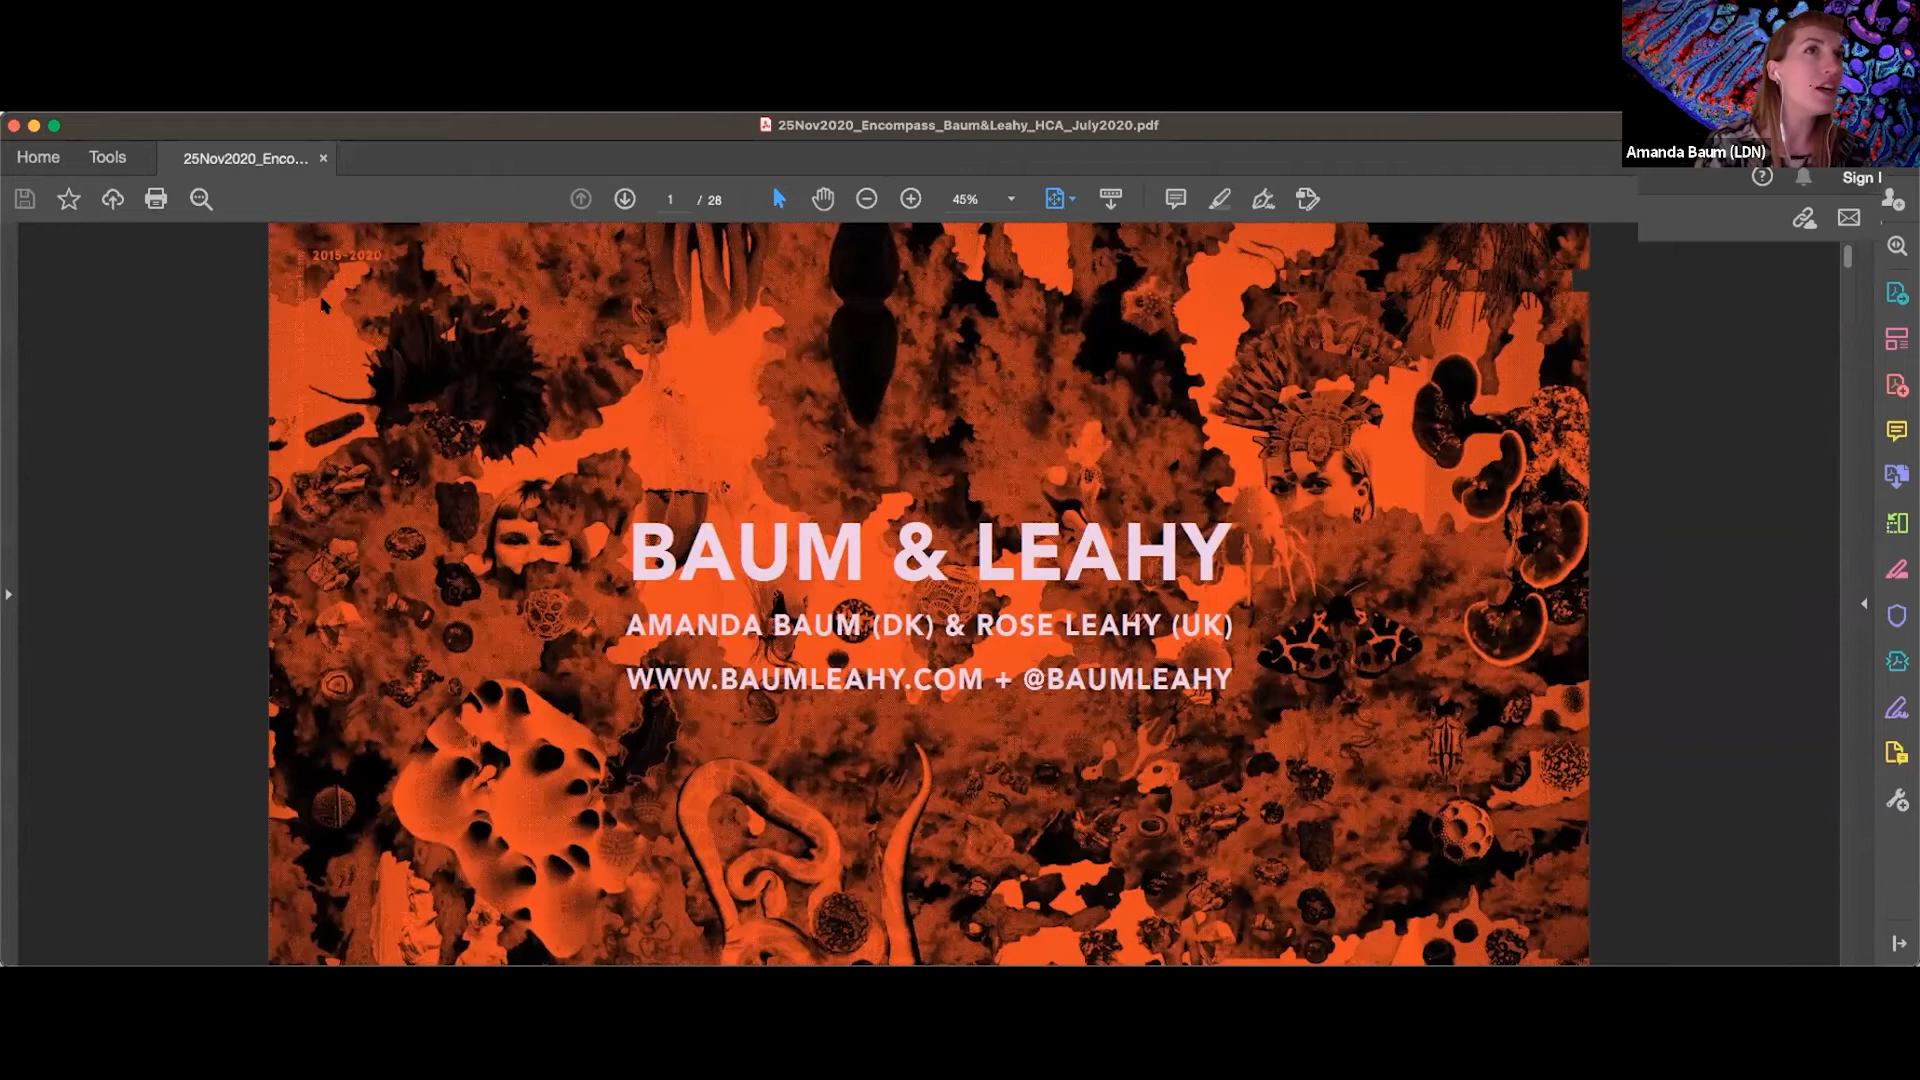 Amanda Baum (LDN)
25Nov2020_Encompass_Baum&Leahy_HCA_July2020.pdf
Home
Tools
25Nov2020_Enco... ×
Sign I
1 / 28
45%
2015-2020
BAUM & LEAHY
AMANDA BAUM (DK) & ROSE LEAHY (UK)
WWW.BAUMLEAHY.COM + @BAUMLEAHY